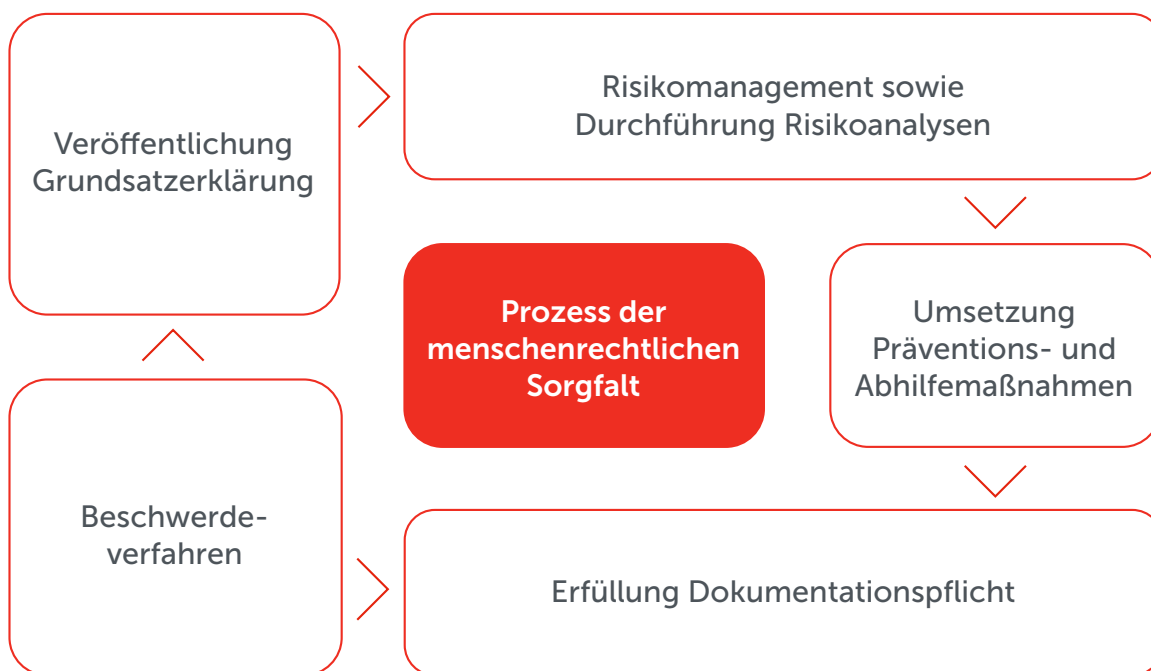 Veröffentlichung
Grundsatzerklärung
Risikomanagement sowie
Durchführung Risikoanalysen
Prozess der
menschenrechtlichen
Sorgfalt
Umsetzung
Präventions- und
Abhilfemaßnahmen
Beschwerde-
verfahren
Erfüllung Dokumentationspflicht